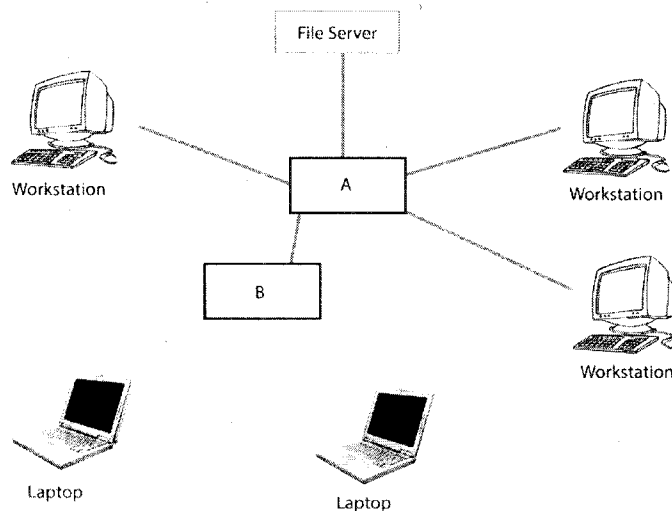 File Server
Workstation
A
Workstation
B
Workstation
Laptop
Laptop